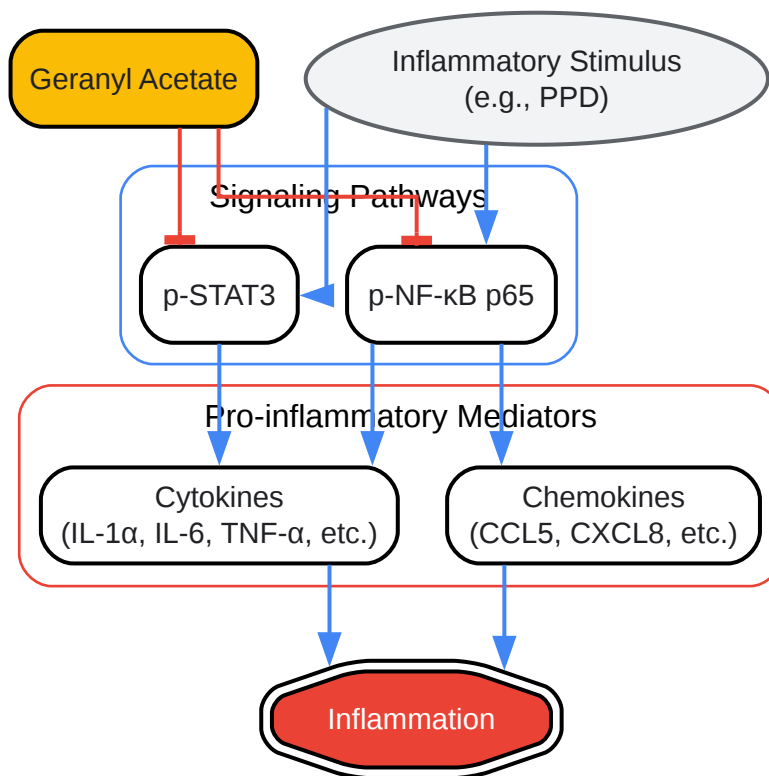 Geranyl Acetate
Inflammatory Stimulus
(e.g., PPD)
Signaling Pathways
p-STAT3
p-NF-κB p65
Pro-inflammatory Mediators
Cytokines
(IL-1α, IL-6, TNF-α, etc.)
Chemokines
(CCL5, CXCL8, etc.)
Inflammation